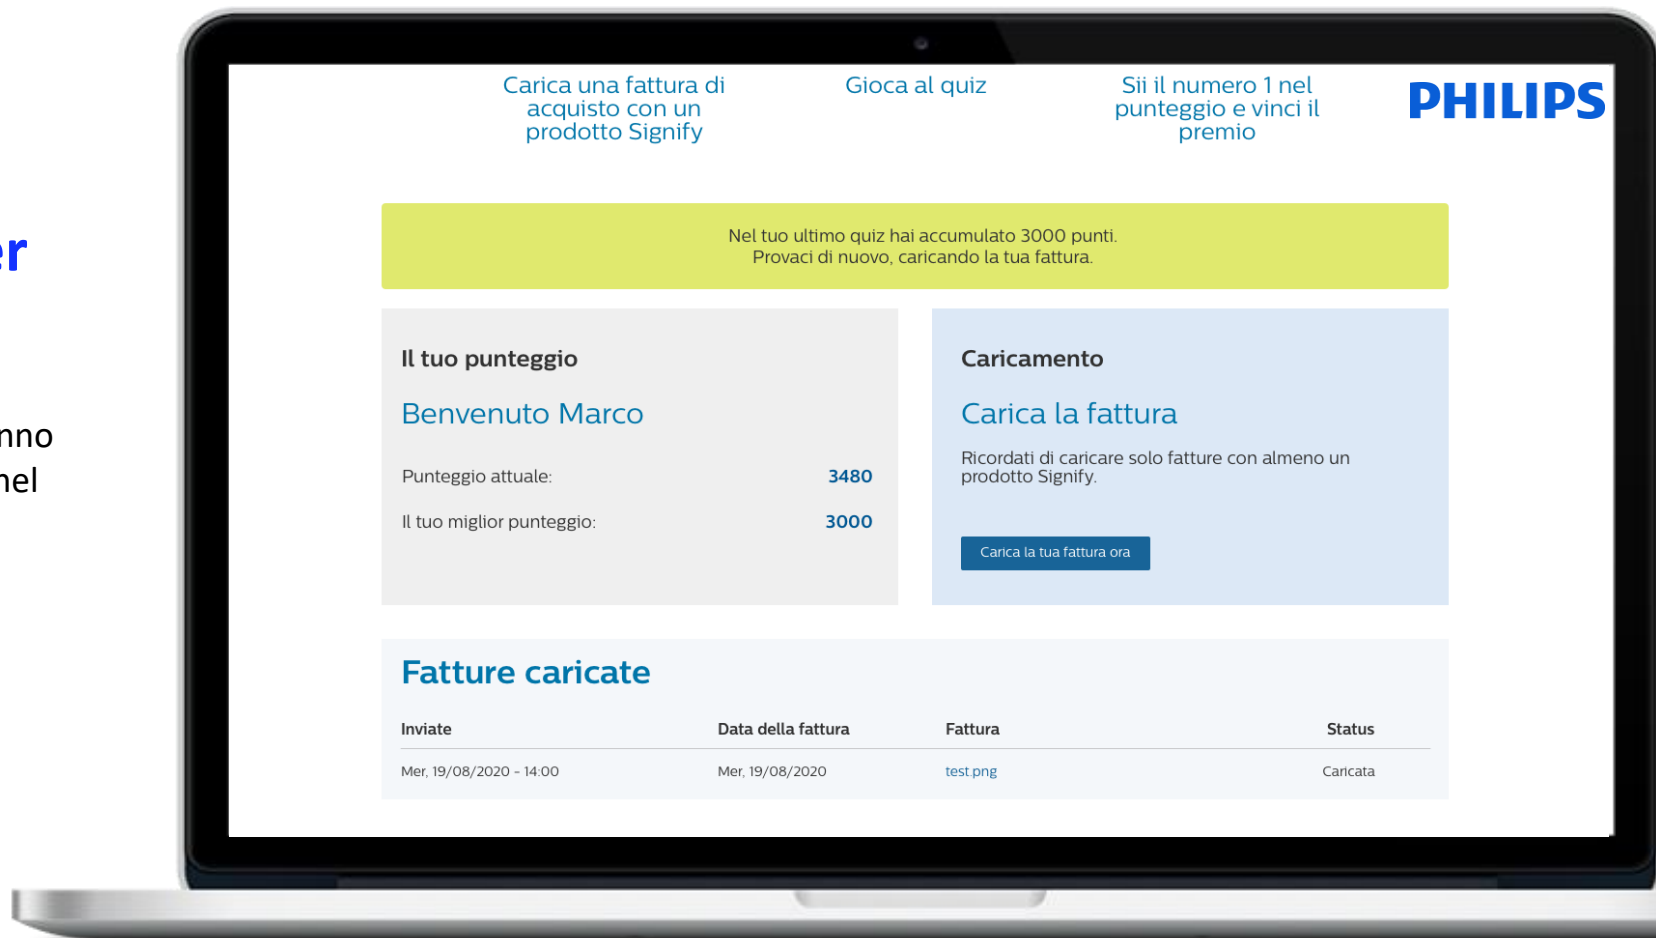 er
nno
nel
Carica una fattura di
acquisto con un
prodotto Signify
Gioca al quiz
Sii il numero 1 nel
punteggio e vinci il
premio
PHILIPS
Nel tuo ultimo quiz hai accumulato 3000 punti.
Provaci di nuovo, caricando la tua fattura.
Il tuo punteggio
Benvenuto Marco
Punteggio attuale: 3480
Il tuo miglior punteggio: 3000
Caricamento
Carica la fattura
Ricordati di caricare solo fatture con almeno un
prodotto Signify.
Carica la tua fattura ora
Fatture caricate
Inviate Data della fattura Fattura Status
Mer, 19/08/2020 - 14:00 Mer, 19/08/2020 test.png Caricata